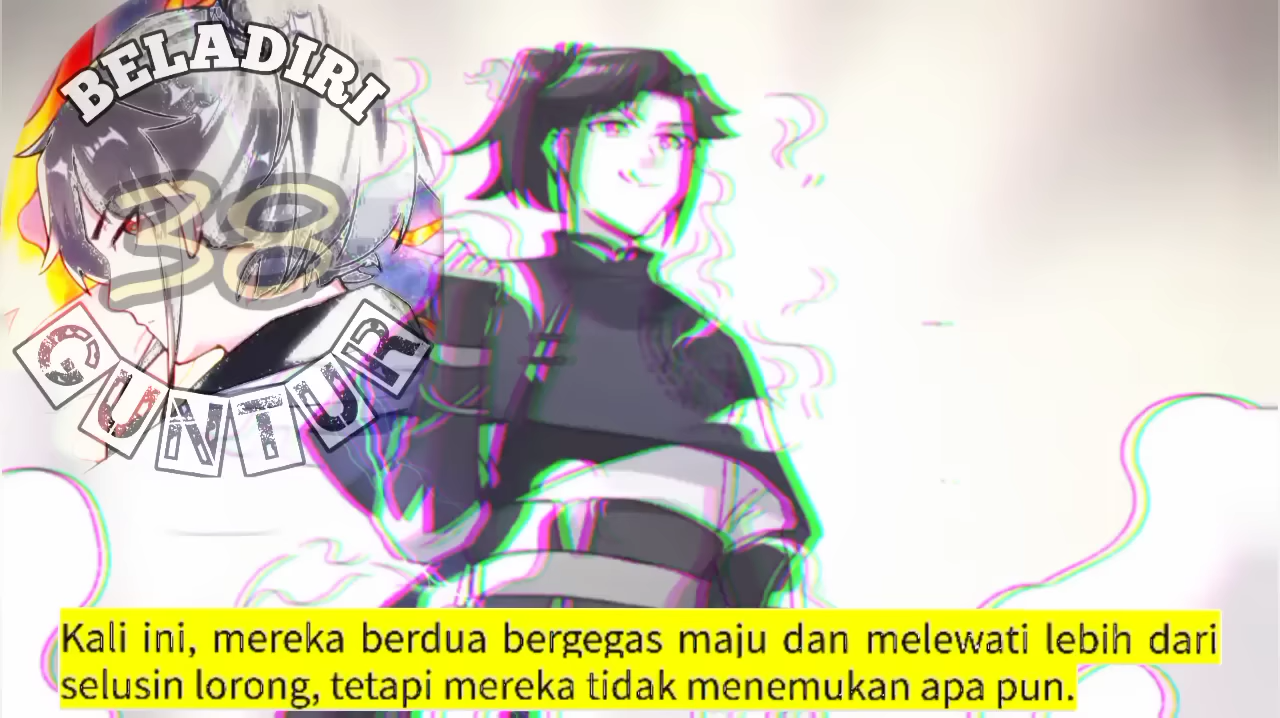 BELADIRI
38
GUNTUR
Kali ini, mereka berdua bergegas maju dan melewati lebih dari
selusin lorong, tetapi mereka tidak menemukan apa pun.